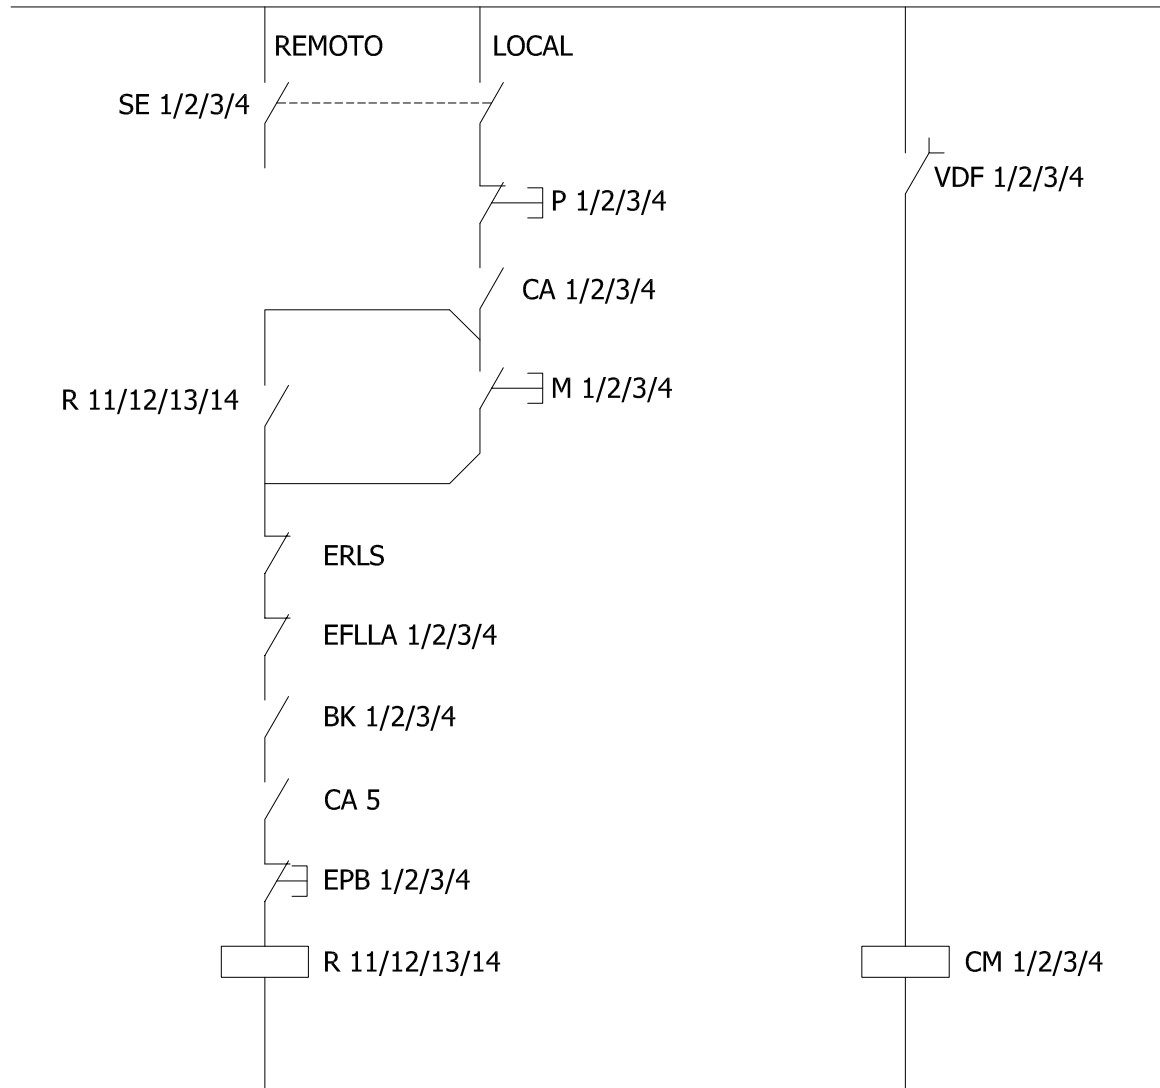 REMOTO
LOCAL
SE 1/2/3/4
VDF 1/2/3/4
P 1/2/3/4
CA 1/2/3/4
R 11/12/13/14
M 1/2/3/4
ERLS
EFLLA 1/2/3/4
BK 1/2/3/4
CA 5
EPB 1/2/3/4
R 11/12/13/14
CM 1/2/3/4